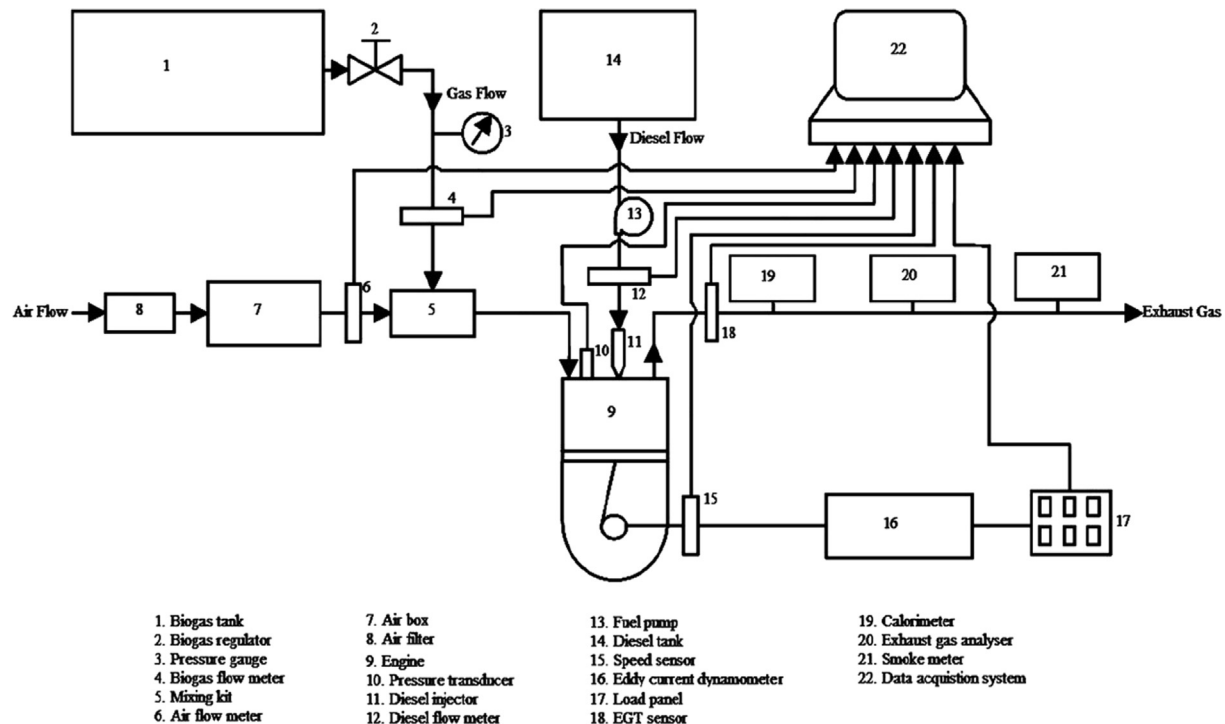 1
2
Gas Flow
3
4
14
Diesel Flow
13
12
22
Air Flow
8
7
6
5
10
11
9
18
19
20
21
Exhaust Gas
15
16
17
1. Biogas tank
2. Biogas regulator
3. Pressure gauge
4. Biogas flow meter
5. Mixing kit
6. Air flow meter
7. Air box
8. Air filter
9. Engine
10. Pressure transducer
11. Diesel injector
12. Diesel flow meter
13. Fuel pump
14. Diesel tank
15. Speed sensor
16. Eddy current dynamometer
17. Load panel
18. EGT sensor
19. Calorimeter
20. Exhaust gas analyser
21. Smoke meter
22. Data acquistion system